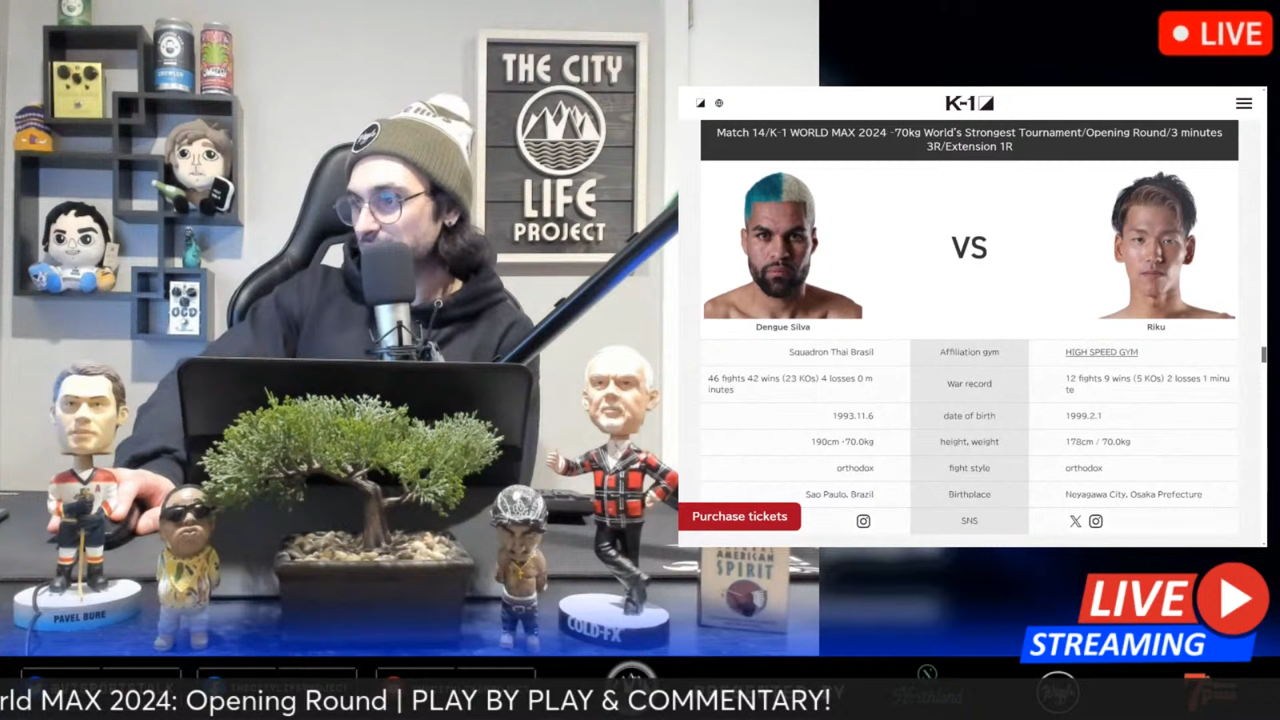 LIVE
THE CITY
LIFE
PROJECT
K-1
Match 14/K-1 WORLD MAX 2024 -70kg World's Strongest Tournament/Opening Round/3 minutes
3R/Extension 1R
VS
Dengue Silva
Riku
Squadron Thai Brasil
Affiliation gym
HIGH SPEED GYM
46 fights 42 wins (23 KOs) 4 losses 0 m
inutes
War record
12 fights 9 wins (5 KOs) 2 losses 1 minu
te
1993.11.6
date of birth
1999.2.1
190cm ·70.0kg
height, weight
178cm / 70.0kg
orthodox
fight style
orthodox
Sao Paulo, Brazil
Birthplace
Neyagawa City, Osaka Prefecture
SNS
Purchase tickets
OCD
PAVEL BURE
COLD-FX
AMERICAN
SPIRIT
LIVE
STREAMING
Northland
rld MAX 2024: Opening Round | PLAY BY PLAY & COMMENTARY!